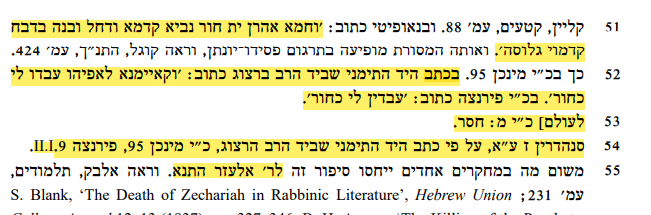 51 קליין, קטעים, עמ' 88. ובנאופיטי כתוב: 'וחמא אהרן ית חור נביא קדמא ודחל ובנה בדבח
קדמוי גלוסה'. ואותה המסורת מופיעה בתרגום פסידו־יונתן, וראה קוגל, התנ"ך, עמ' 424.
52 כך בכ"י מינכן 95. בכתב היד התימני שביד הרב ברצוג כתוב: 'וקאיימנא לאפיהו עבדו לי
כחור'. בכ"י פירנצה כתוב: 'עבדין לי כחור'.
53 לעולם] כ"י מ: חסר.
54 סנהדרין ז ע"א, על פי כתב היד התימני שביד הרב הרצוג, כ"י מינכן 95, פירנצה II.I.9.
55 משום מה במחקרים אחדים ייחסו סיפור זה לר' אלעזר התנא. וראה אלבק, תלמודים,
עמ' 231; S. Blank, 'The Death of Zechariah in Rabbinic Literature', Hebrew Union